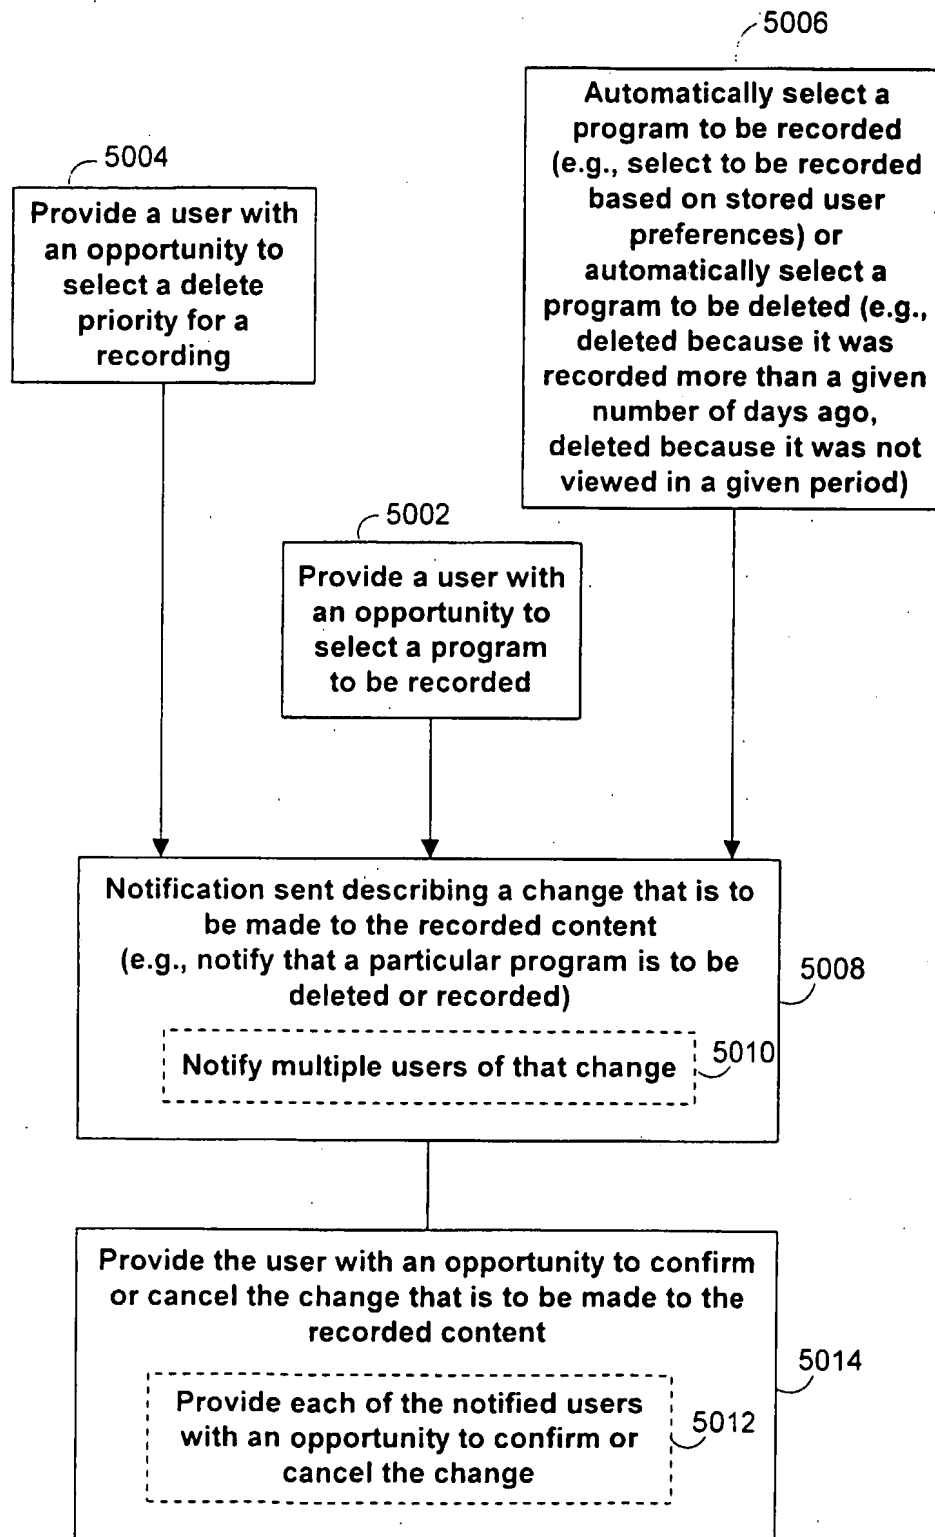 5006
Automatically select a
program to be recorded
(e.g., select to be recorded
based on stored user
preferences) or
automatically select a
program to be deleted (e.g.,
deleted because it was
recorded more than a given
number of days ago,
deleted because it was not
viewed in a given period)
5004
Provide a user with
an opportunity to
select a delete
priority for a
recording
5002
Provide a user with
an opportunity to
select a program
to be recorded
Notification sent describing a change that is to
be made to the recorded content
(e.g., notify that a particular program is to be
deleted or recorded)
5008
Notify multiple users of that change
5010
Provide the user with an opportunity to confirm
or cancel the change that is to be made to the
recorded content
5014
Provide each of the notified users
with an opportunity to confirm or
cancel the change
5012